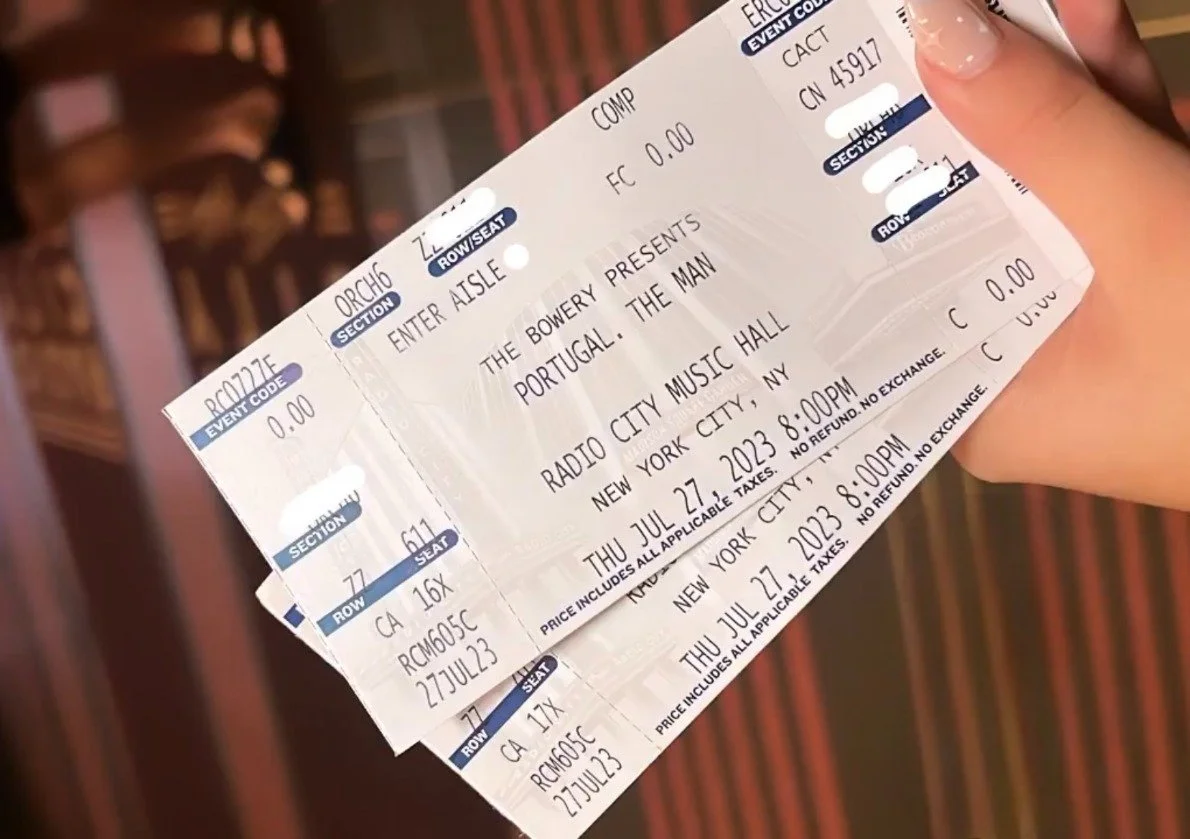 RC0727E
EVENT CODE
0.00
SECTION
ZZ 611
ROW SEAT
CA 16X
RCM605C
27JUL23
ORCH6
SECTION
ROW/SEAT
ENTER AISLE
COMP
FC 0.00
THE BOWERY PRESENTS
PORTUGAL. THE MAN
RADIO CITY MUSIC HALL
NEW YORK CITY, NY
THU JUL 27, 2023 8:00PM
PRICE INCLUDES ALL APPLICABLE TAXES. NO REFUND. NO EXCHANGE.
EVENT CODE
CACT
CN 45917
SECTION
ROW SEAT
C 0.00
ROW SEAT
CA 17X
RCM605C
27JUL23
NEW YORK CITY,
THU JUL 27, 2023 8:00PM
PRICE INCLUDES ALL APPLICABLE TAXES. NO REFUND. NO EXCHANGE.
C 0.00